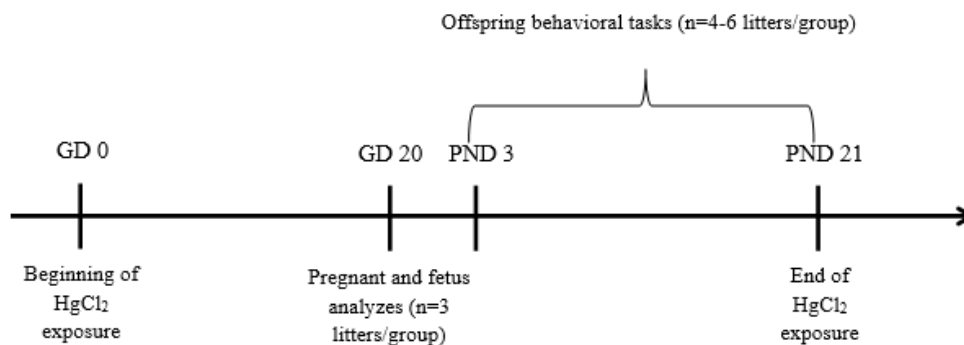 Offspring behavioral tasks (n=4-6 litters/group)
GD 0
GD 20
PND 3
PND 21
Beginning of
HgCl₂
exposure
Pregnant and fetus
analyzes (n=3
litters/group)
End of
HgCl₂
exposure